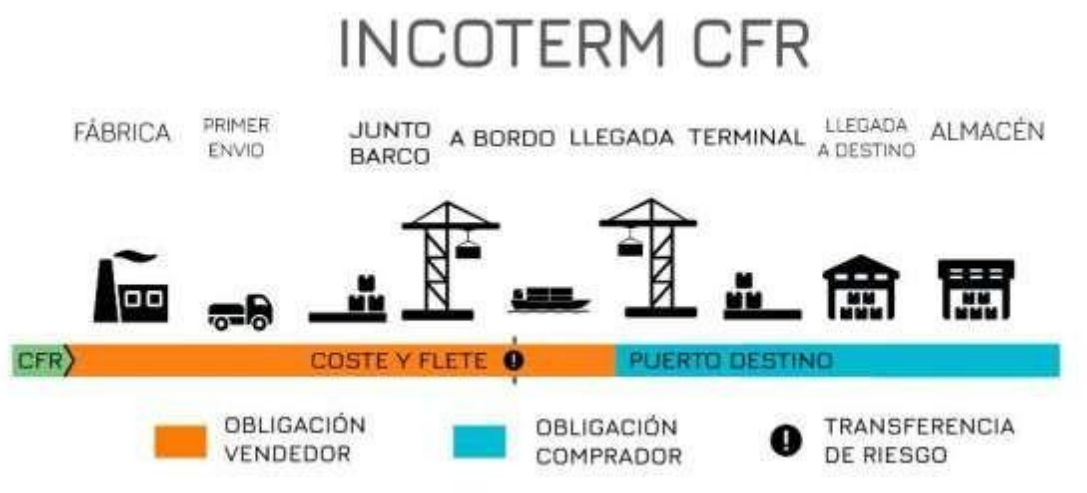 INCOTERM CFR
FÁBRICA
PRIMER
ENVIO
JUNTO
BARCO
A BORDO
LLEGADA
TERMINAL
LLEGADA
A DESTINO
ALMACÉN
CFR
COSTE Y FLETE
PUERTO DESTINO
OBLIGACIÓN
VENDEDOR
OBLIGACIÓN
COMPRADOR
TRANSFERENCIA
DE RIESGO